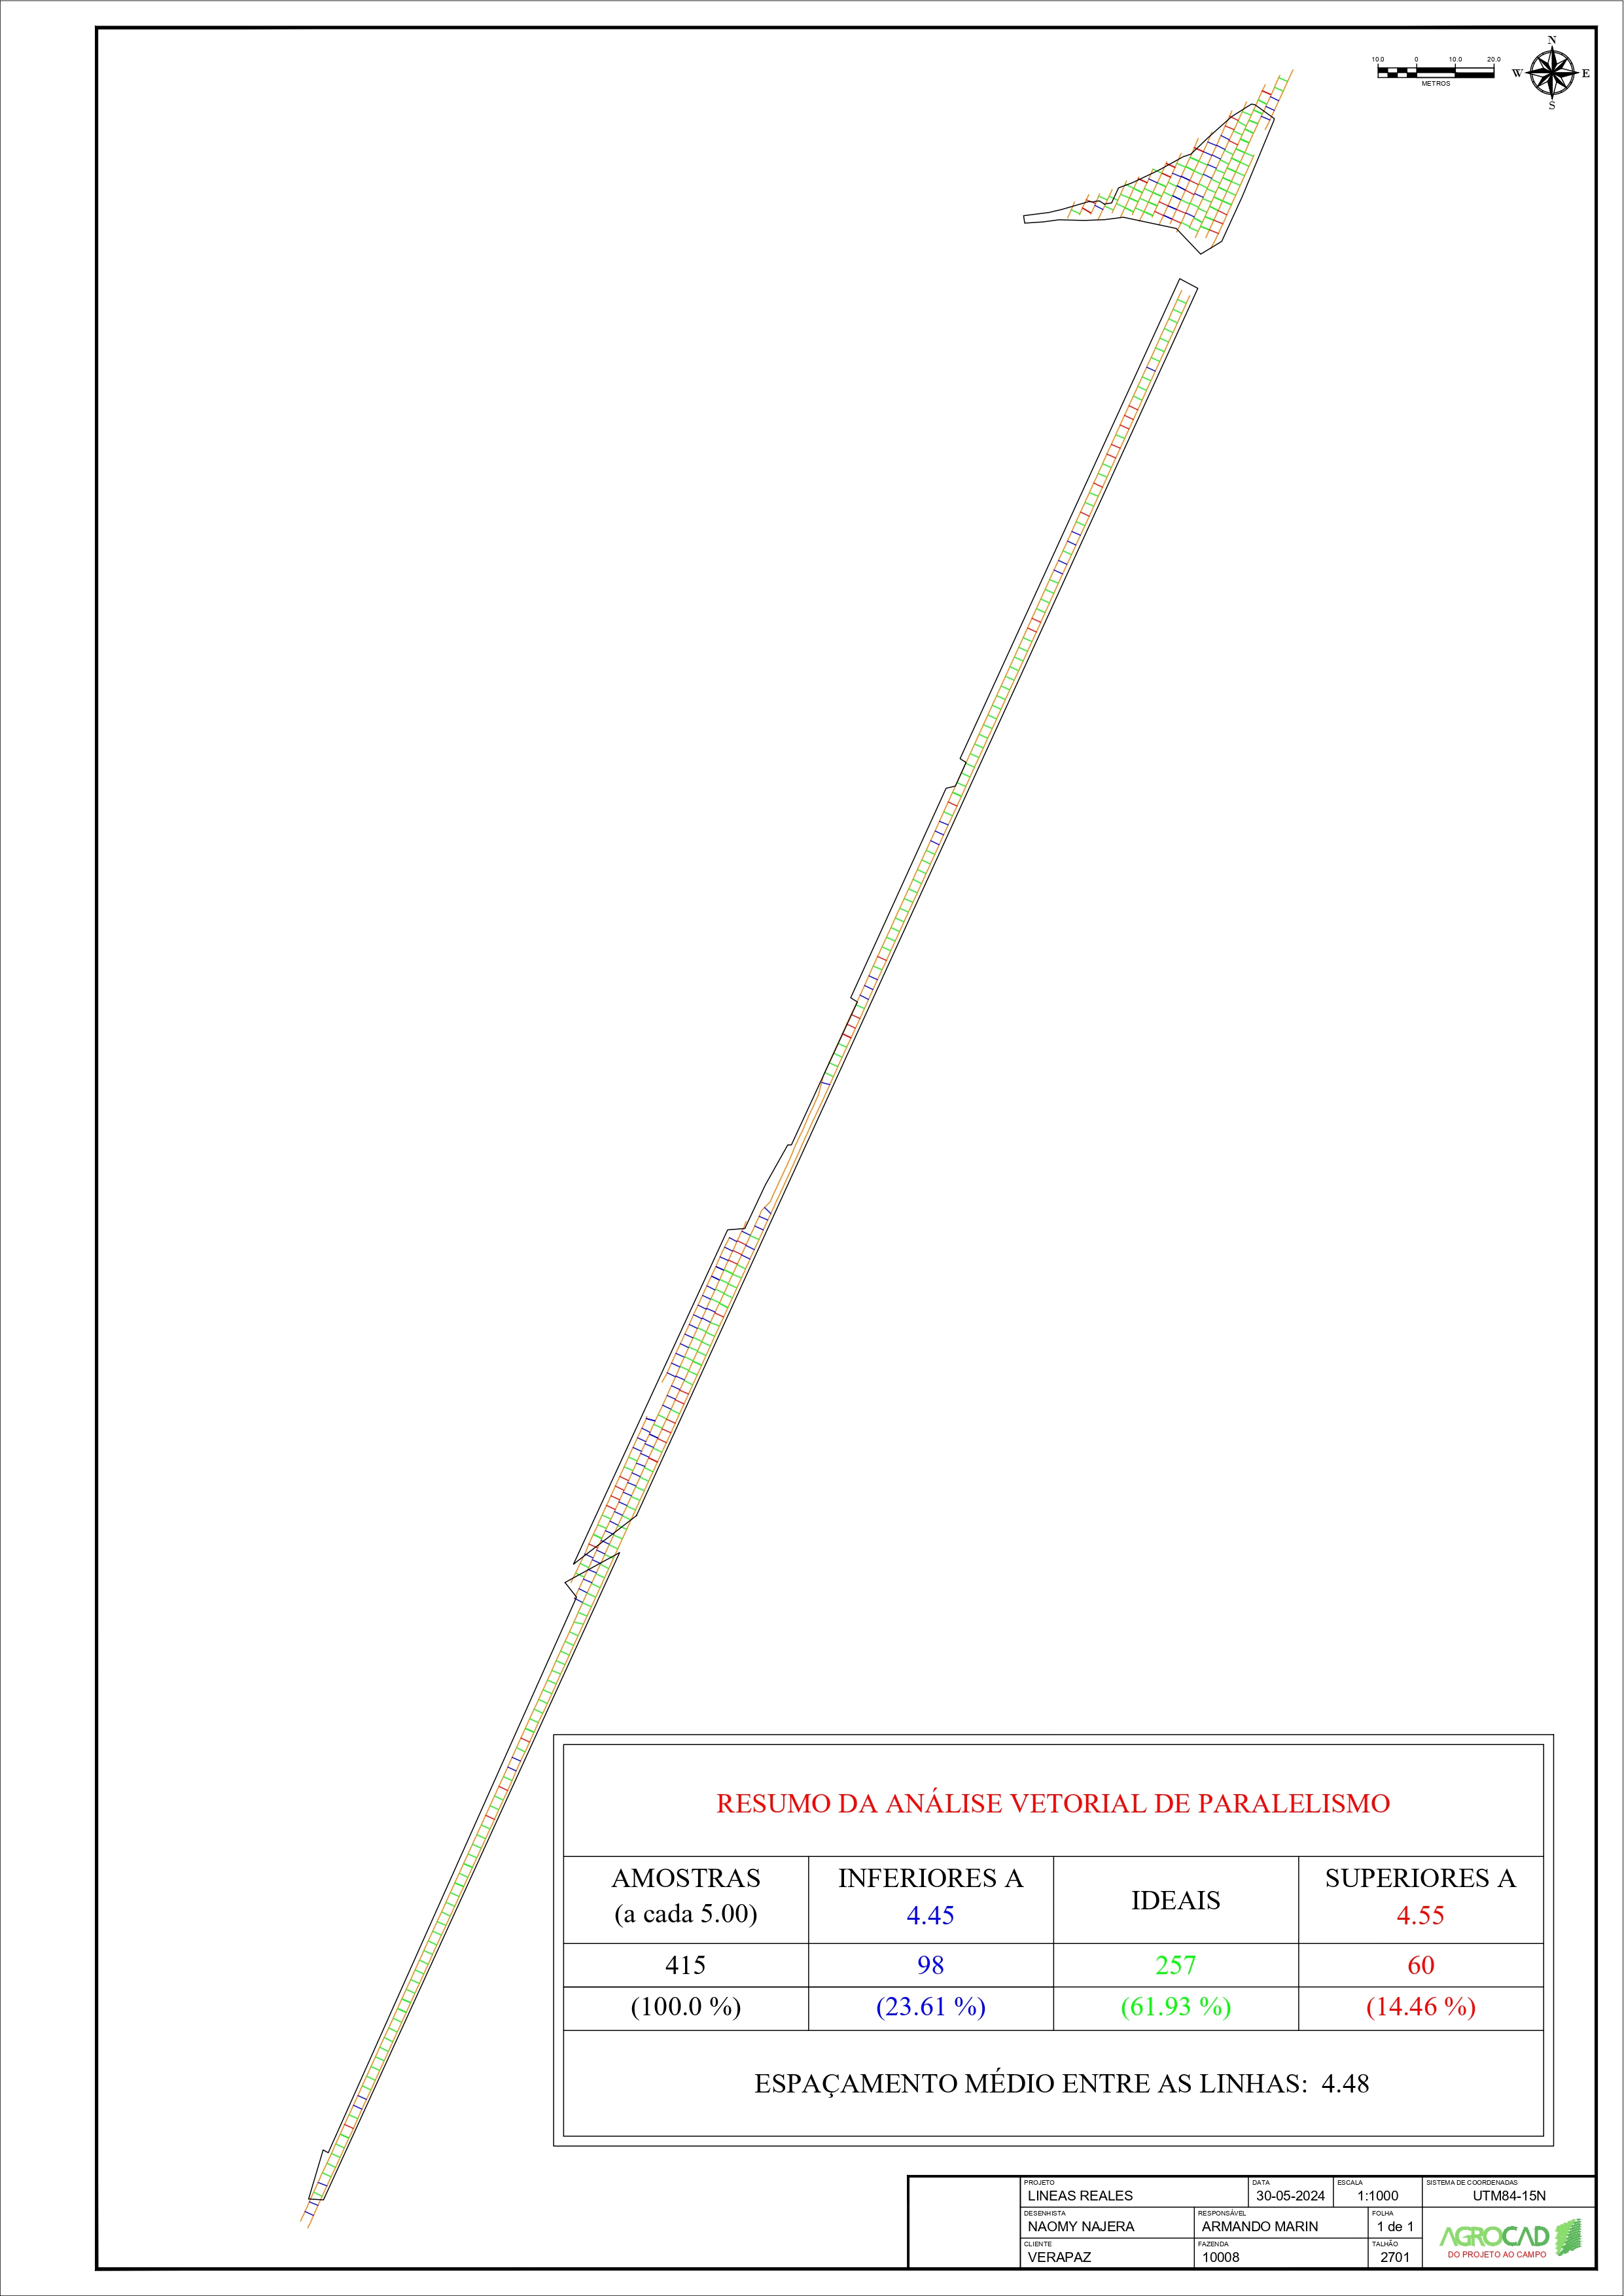 N
10.0 0 10.0 20.0
W E
METROS
S
RESUMO DA ANÁLISE VETORIAL DE PARALELISMO
AMOSTRAS
(a cada 5.00)
INFERIORES A
4.45
IDEAIS
SUPERIORES A
4.55
415 98 257 60
(100.0 %) (23.61 %) (61.93 %) (14.46 %)
ESPAÇAMENTO MÉDIO ENTRE AS LINHAS: 4.48
PROJETO DATA ESCALA SISTEMA DE COORDENADAS
LINEAS REALES 30-05-2024 1:1000 UTM84-15N
DESENHISTA RESPONSÁVEL FOLHA
NAOMY NAJERA ARMANDO MARIN 1 de 1
CLIENTE FAZENDA TALHÃO
VERAPAZ 10008 2701
AGROCAD
DO PROJETO AO CAMPO